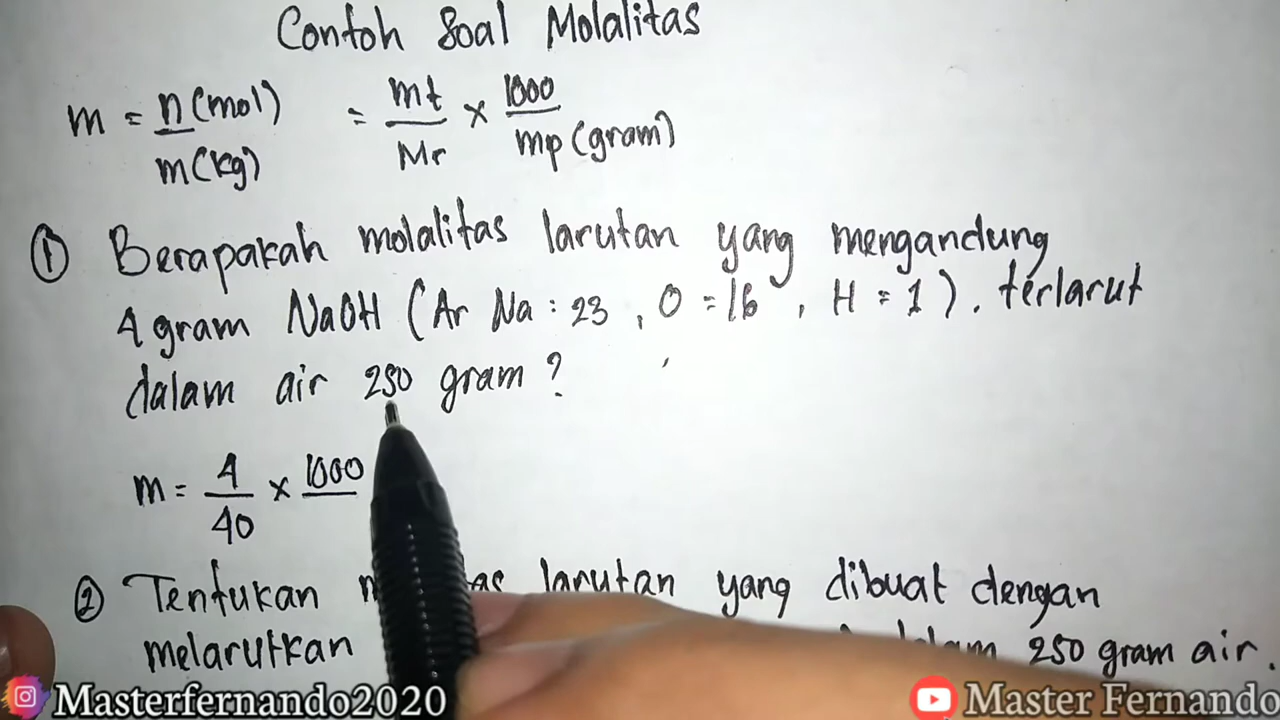 Contoh Soal Molalitas
m = n (mol) / m (kg) = mt / Mr × 1000 / mp (gram)
① Berapakah molalitas larutan yang mengandung
4 gram NaOH (Ar Na : 23 , O = 16 , H = 1 ) . terlarut
dalam air 250 gram ?
m = 4 / 40 × 1000
② Tentukan larutan yang dibuat dengan
melarutkan 250 gram air.
Masterfernando2020
Master Fernando